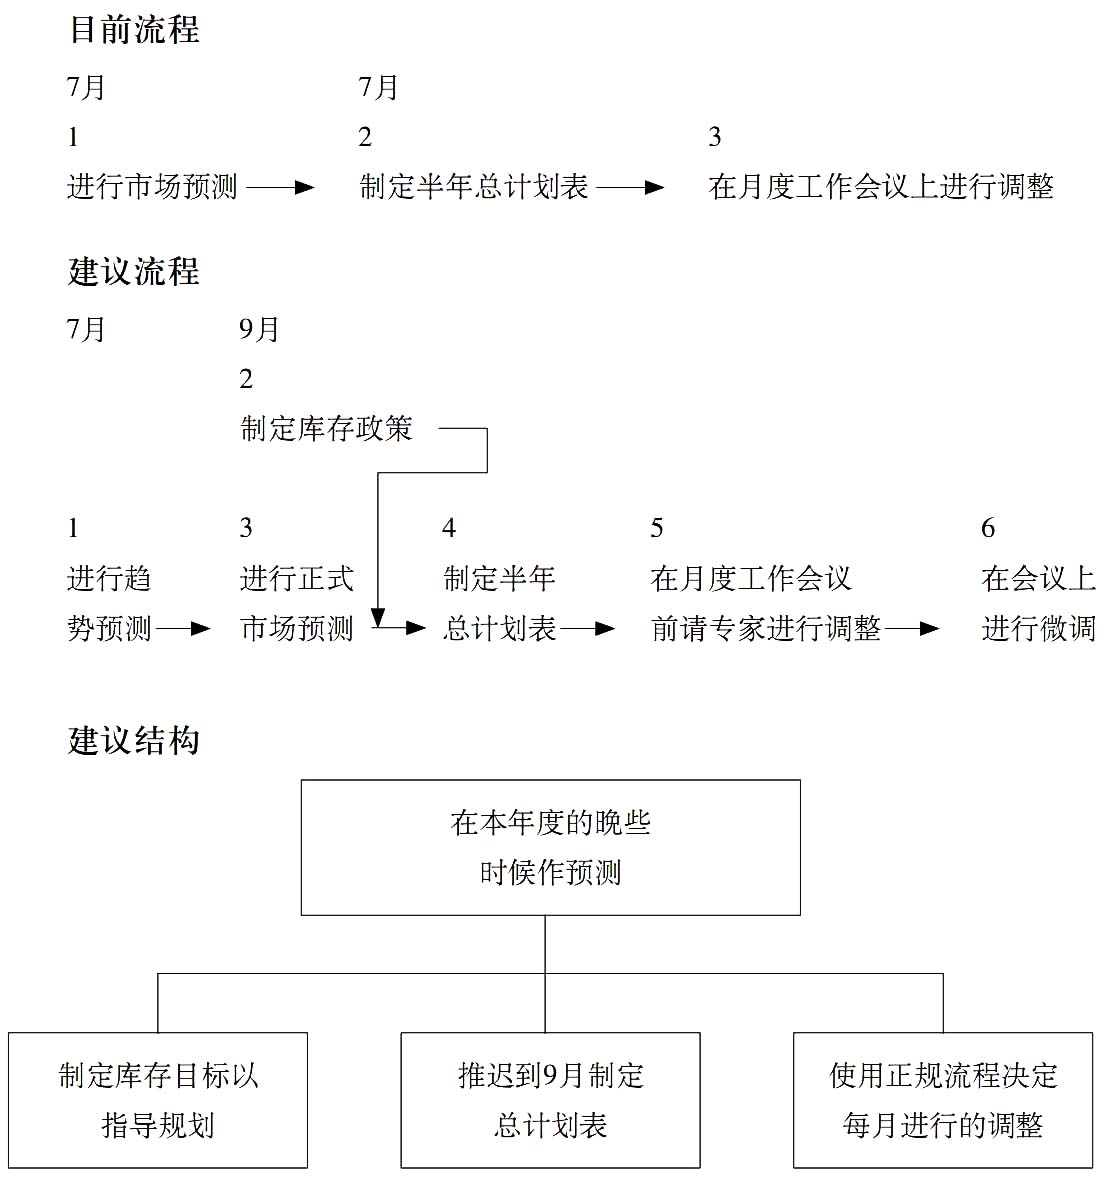 目前流程
7月 7月
1 2 3
进行市场预测 制定半年总计划表 在月度工作会议上进行调整
建议流程
7月 9月
2
制定库存政策
1 3 4 5 6
进行趋 进行正式 制定半年 在月度工作会议 在会议上
势预测 市场预测 总计划表 前请专家进行调整 进行微调
建议结构
在本年度的晚些
时候作预测
制定库存目标以 推迟到9月制定 使用正规流程决定
指导规划 总计划表 每月进行的调整